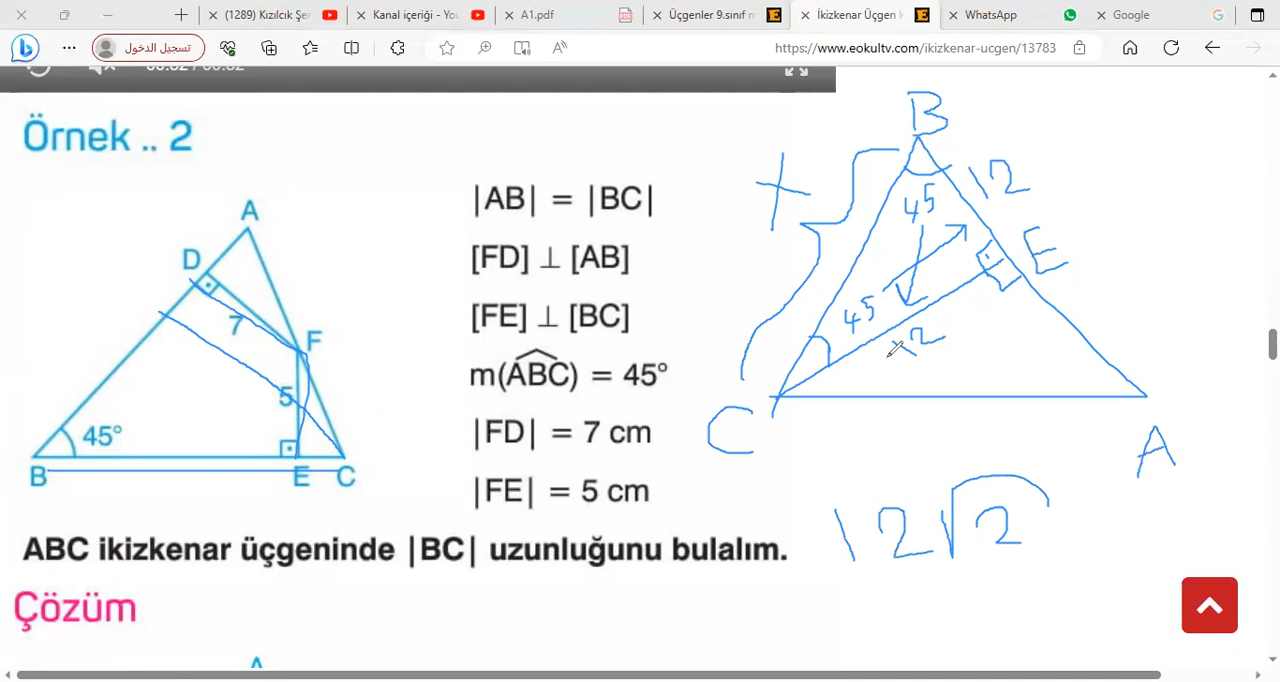 (1289) Kızılcık Şer
Kanal içeriği - You
A1.pdf
Üçgenler 9.sınıf m
İkizkenar Üçgen k
WhatsApp
Google
تسجيل الدخول
https://www.eokultv.com/ikizkenar-ucgen/13783
Örnek .. 2
A
D
7
F
5
45°
B
E
C
|AB| = |BC|
[FD] ⊥ [AB]
[FE] ⊥ [BC]
m(ABC) = 45°
|FD| = 7 cm
|FE| = 5 cm
ABC ikizkenar üçgeninde |BC| uzunluğunu bulalım.
Çözüm
A
B
X
12
45
E
45
12
C
A
12√2